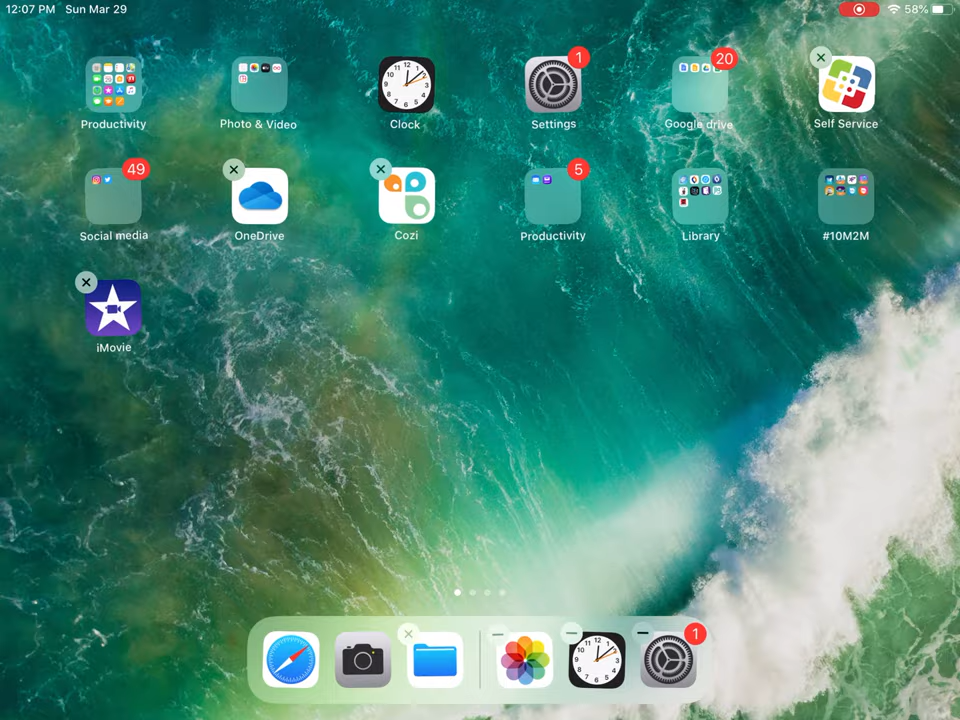 12:07 PM Sun Mar 29 58%
1 20
Productivity Photo & Video Clock Settings Google drive Self Service
49 5
Social media OneDrive Cozi Productivity Library #10M2M
iMovie
1